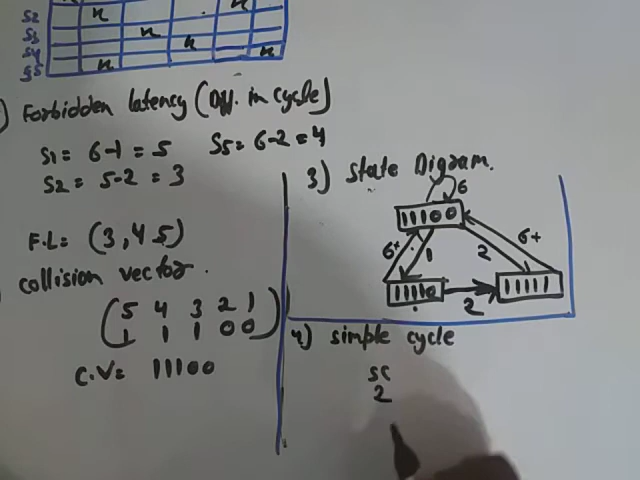 S2 x x
S3 x
S4 x x
S5 x
) Forbidden latency (Diff. in cycle)
S1 = 6-1 = 5 S5 = 6-2 = 4
S2 = 5-2 = 3
F.L = (3, 4 5)
collision vector.
( 5 4 3 2 1 )
1 1 1 0 0
C.V = 11100
3) State Digram.
6
11100
6+ 1 2 6+
11110 2 11111
4) simple cycle
SC
2